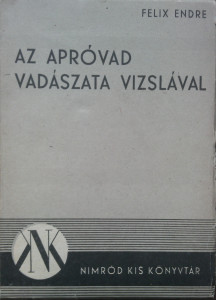 FELIX ENDRE
AZ APRÓVAD
VADÁSZATA VIZSLÁVAL
NK
NIMRÓD KIS KÖNYVTÁR